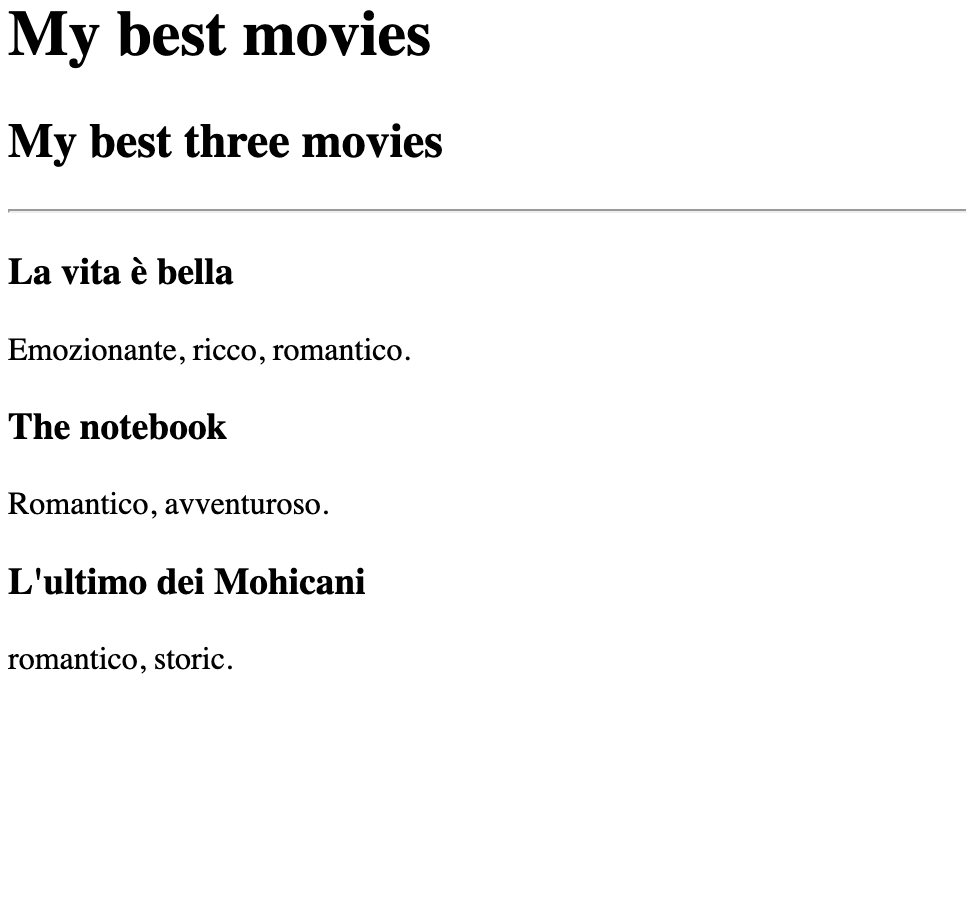 My best movies
My best three movies
La vita è bella
Emozionante, ricco, romantico.
The notebook
Romantico, avventuroso.
L'ultimo dei Mohicani
romantico, storic.